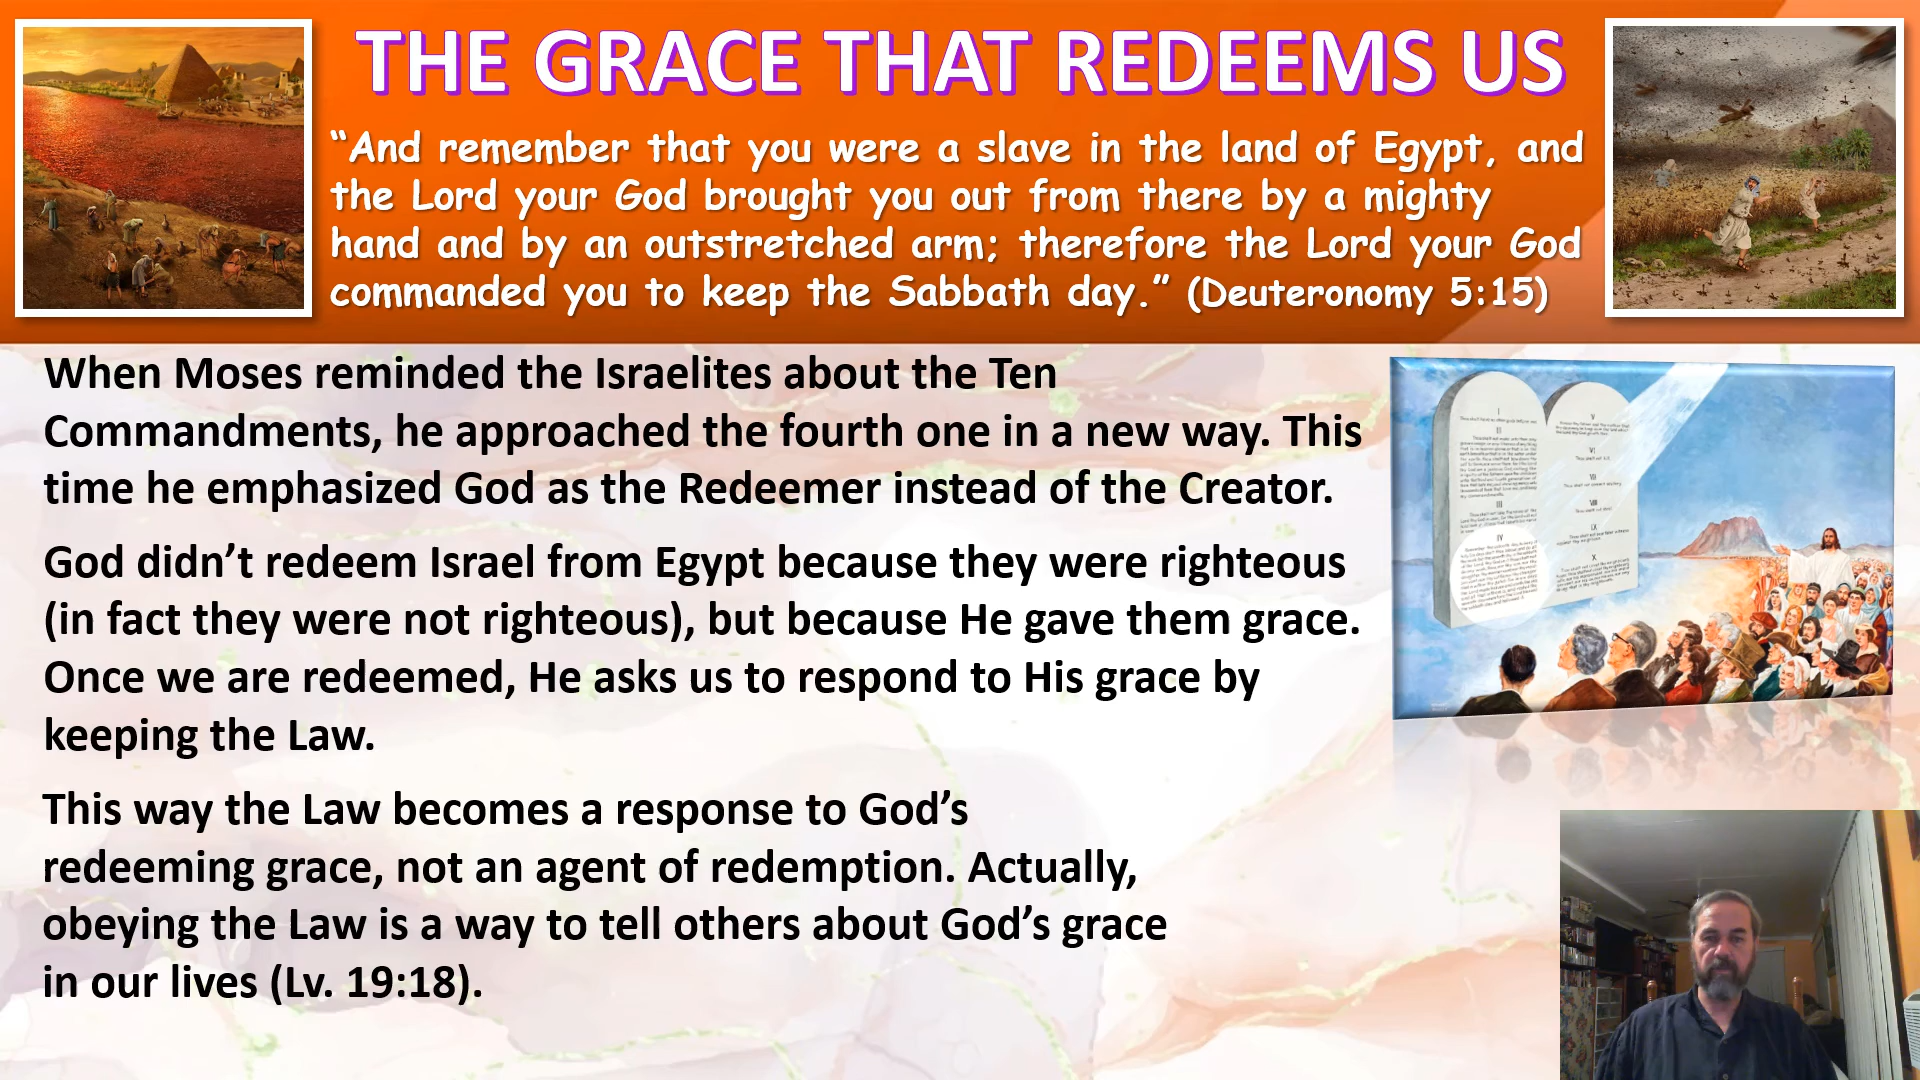 THE GRACE THAT REDEEMS US
“And remember that you were a slave in the land of Egypt, and
the Lord your God brought you out from there by a mighty
hand and by an outstretched arm; therefore the Lord your God
commanded you to keep the Sabbath day.” (Deuteronomy 5:15)
When Moses reminded the Israelites about the Ten
Commandments, he approached the fourth one in a new way. This
time he emphasized God as the Redeemer instead of the Creator.
God didn’t redeem Israel from Egypt because they were righteous
(in fact they were not righteous), but because He gave them grace.
Once we are redeemed, He asks us to respond to His grace by
keeping the Law.
This way the Law becomes a response to God’s
redeeming grace, not an agent of redemption. Actually,
obeying the Law is a way to tell others about God’s grace
in our lives (Lv. 19:18).
I
II
III
IV
V
VI
VII
VIII
IX
X